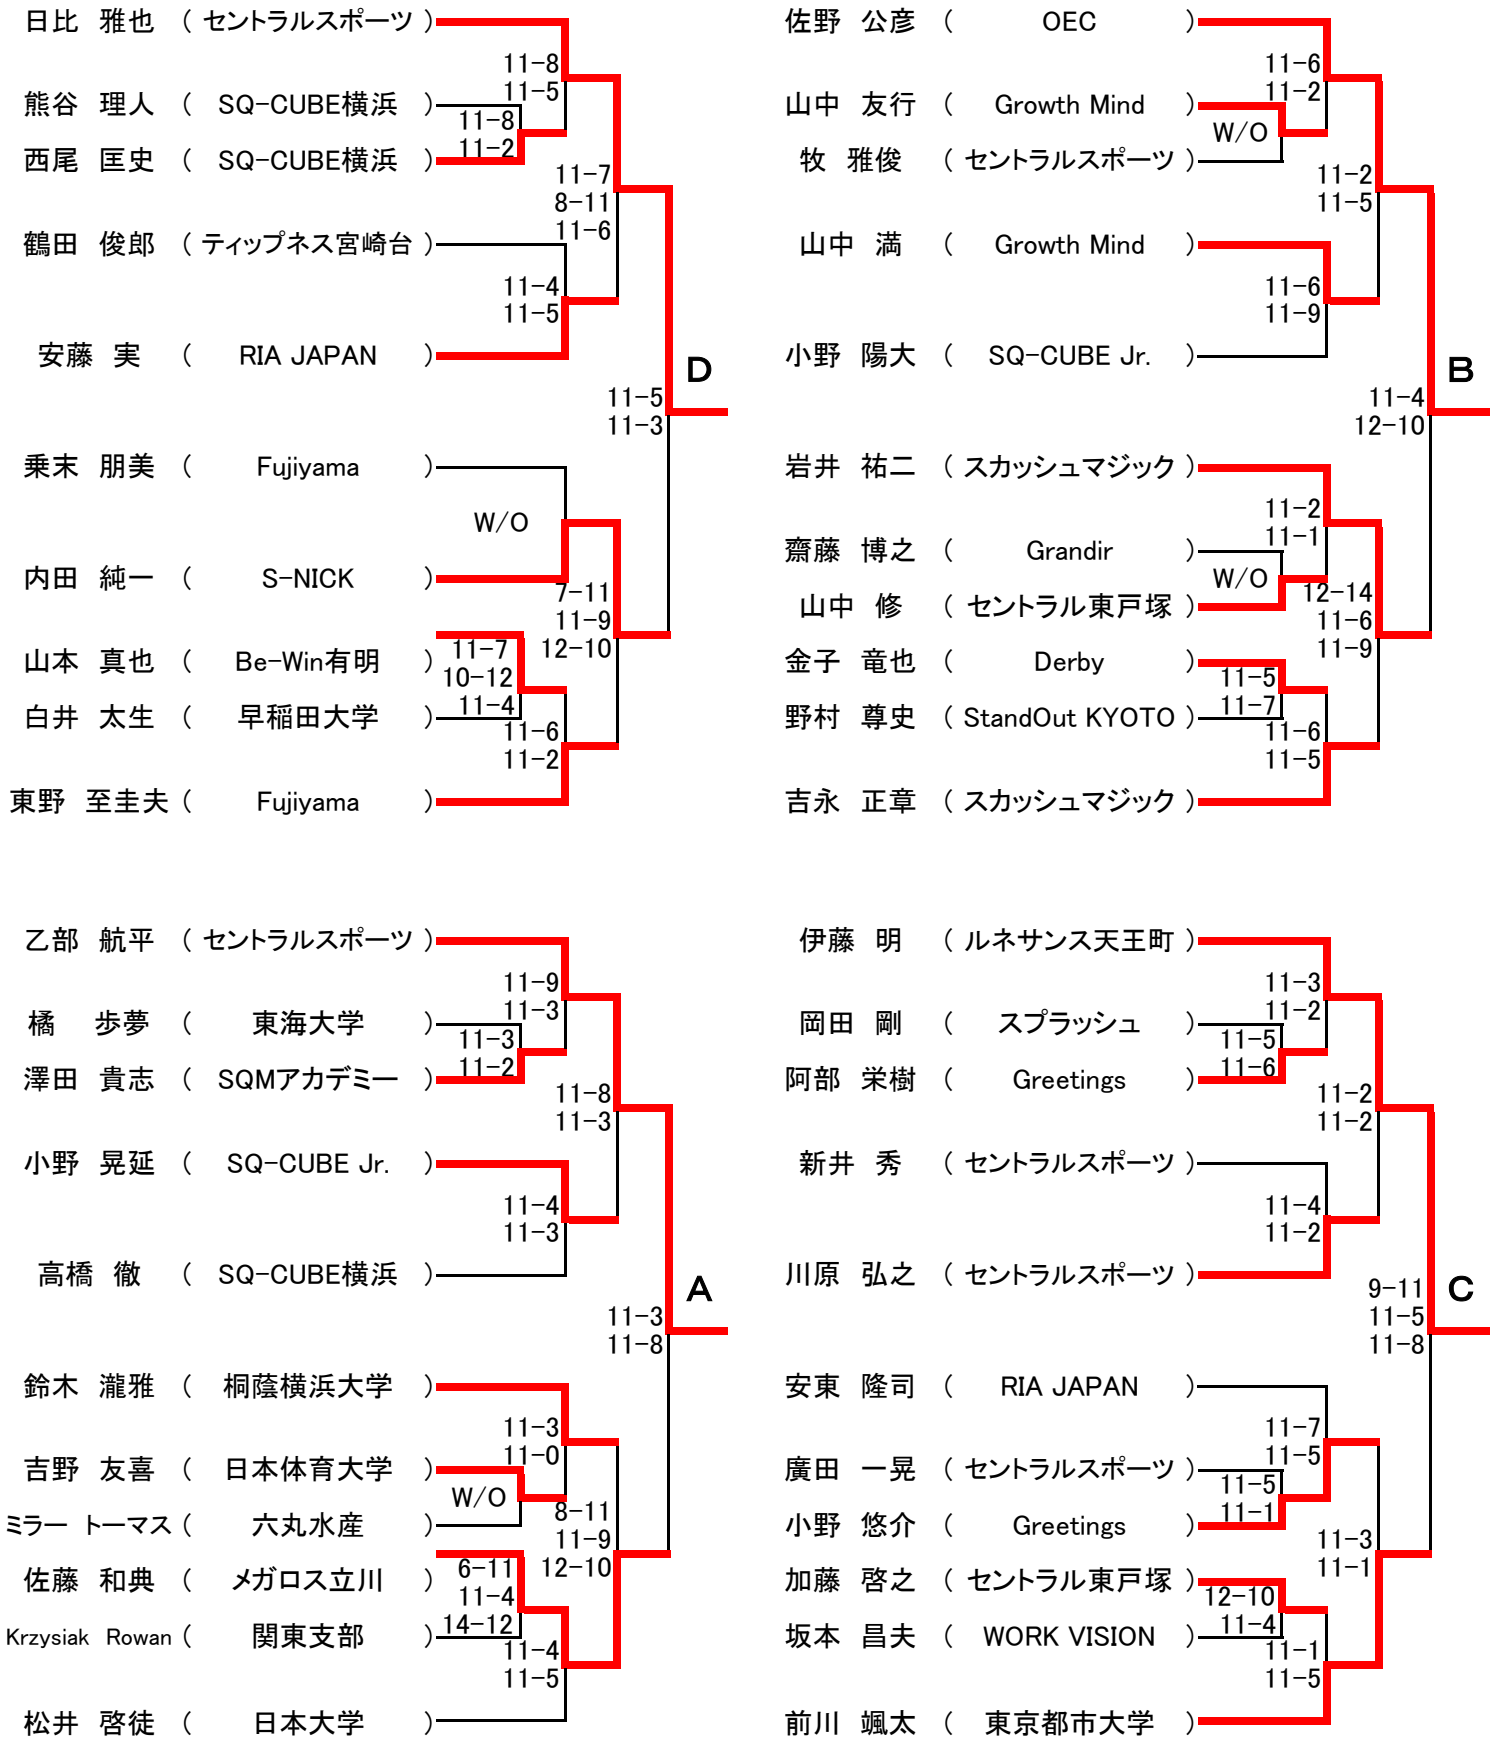 日比 雅也 ( セントラルスポーツ )
11-8
11-5
熊谷 理人 ( SQ-CUBE横浜 )
11-8
11-2
西尾 匡史 ( SQ-CUBE横浜 )
11-7
8-11
11-6
鶴田 俊郎 ( ティップネス宮崎台 )
11-4
11-5
安藤 実 ( RIA JAPAN )
D
11-5
11-3
乗末 朋美 ( Fujiyama )
W/O
内田 純一 ( S-NICK )
7-11
11-9
12-10
山本 真也 ( Be-Win有明 )
11-7
10-12
11-4
白井 太生 ( 早稲田大学 )
11-6
11-2
東野 至圭夫 ( Fujiyama )
佐野 公彦 ( OEC )
11-6
11-2
山中 友行 ( Growth Mind )
W/O
牧 雅俊 ( セントラルスポーツ )
11-2
11-5
山中 満 ( Growth Mind )
11-6
11-9
小野 陽大 ( SQ-CUBE Jr. )
B
11-4
12-10
岩井 祐二 ( スカッシュマジック )
11-2
11-1
齋藤 博之 ( Grandir )
W/O
山中 修 ( セントラル東戸塚 )
12-14
11-6
11-9
金子 竜也 ( Derby )
11-5
11-7
野村 尊史 ( StandOut KYOTO )
11-6
11-5
吉永 正章 ( スカッシュマジック )
乙部 航平 ( セントラルスポーツ )
11-9
11-3
橘 歩夢 ( 東海大学 )
11-3
11-2
澤田 貴志 ( SQMアカデミー )
11-8
11-3
小野 晃延 ( SQ-CUBE Jr. )
11-4
11-3
高橋 徹 ( SQ-CUBE横浜 )
A
11-3
11-8
鈴木 瀧雅 ( 桐蔭横浜大学 )
11-3
11-0
吉野 友喜 ( 日本体育大学 )
W/O
ミラー トーマス ( 六丸水産 )
8-11
11-9
12-10
佐藤 和典 ( メガロス立川 )
6-11
11-4
14-12
Krzysiak Rowan ( 関東支部 )
11-4
11-5
松井 啓徒 ( 日本大学 )
伊藤 明 ( ルネサンス天王町 )
11-3
11-2
岡田 剛 ( スプラッシュ )
11-5
11-6
阿部 栄樹 ( Greetings )
11-2
11-2
新井 秀 ( セントラルスポーツ )
11-4
11-2
川原 弘之 ( セントラルスポーツ )
C
9-11
11-5
11-8
安東 隆司 ( RIA JAPAN )
11-7
11-5
廣田 一晃 ( セントラルスポーツ )
11-5
11-1
小野 悠介 ( Greetings )
11-3
11-1
加藤 啓之 ( セントラル東戸塚 )
12-10
11-4
坂本 昌夫 ( WORK VISION )
11-1
11-5
前川 颯太 ( 東京都市大学 )